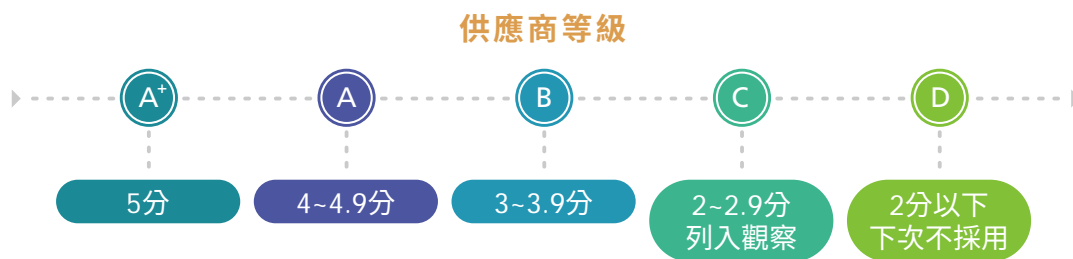 供應商等級
A+
A
B
C
D
5分
4~4.9分
3~3.9分
2~2.9分
列入觀察
2分以下
下次不採用